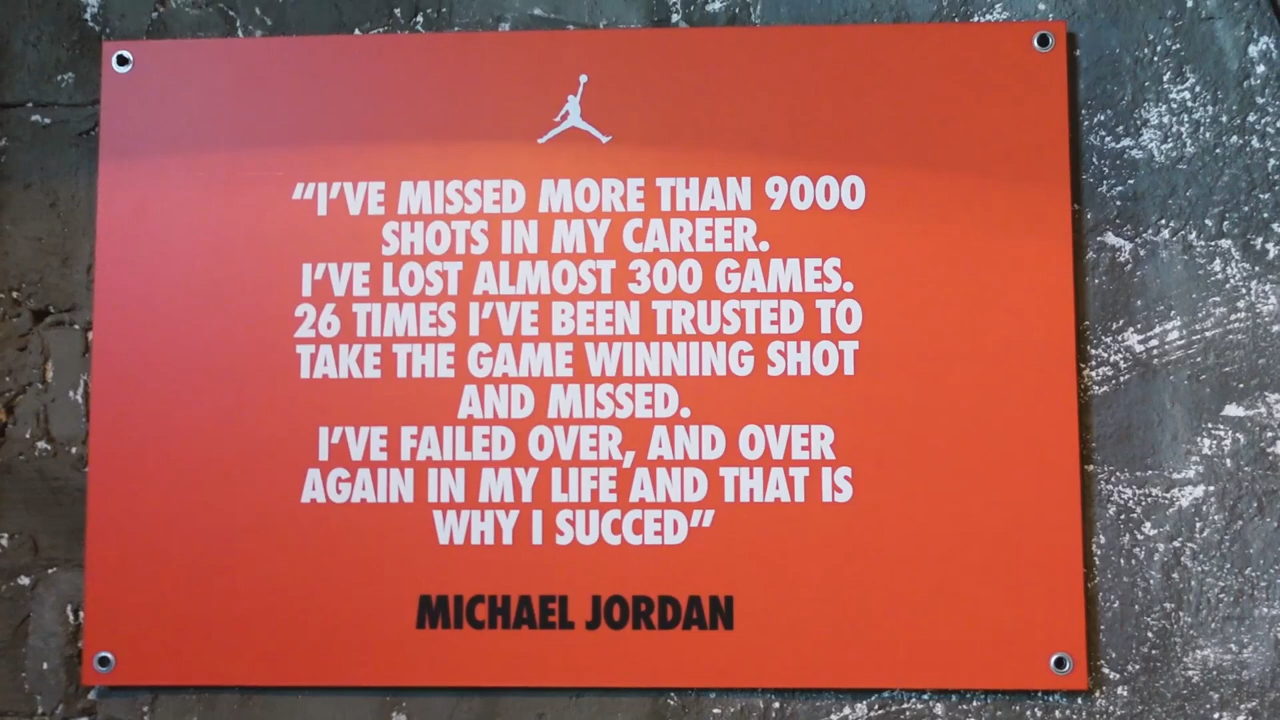 “I’VE MISSED MORE THAN 9000
SHOTS IN MY CAREER.
I’VE LOST ALMOST 300 GAMES.
26 TIMES I’VE BEEN TRUSTED TO
TAKE THE GAME WINNING SHOT
AND MISSED.
I’VE FAILED OVER, AND OVER
AGAIN IN MY LIFE AND THAT IS
WHY I SUCCED”
MICHAEL JORDAN